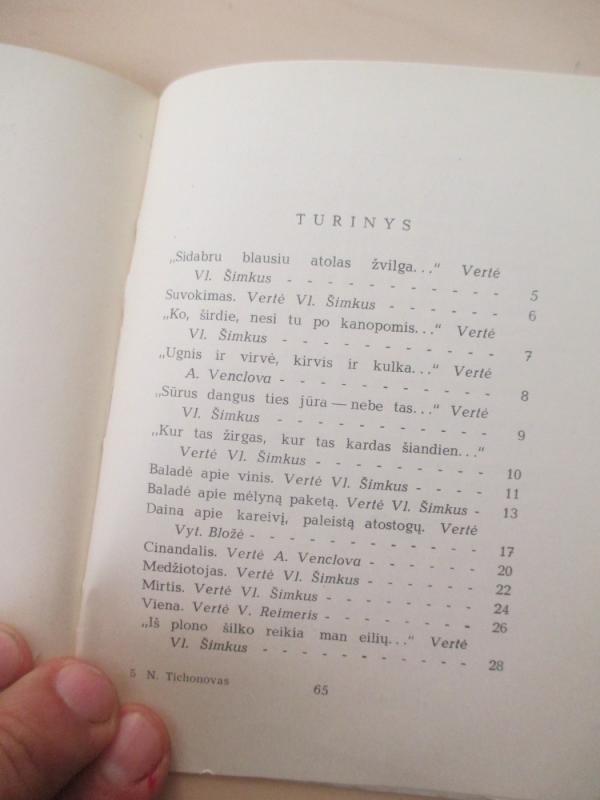 TURINYS
„Sidabru blausiu atolas žvilga...“ Vertė
Vl. Šimkus - - - - - - - - - - - 5
Suvokimas. Vertė Vl. Šimkus - - - - - - 6
„Ko, širdie, nesi tu po kanopomis...“ Vertė
Vl. Šimkus - - - - - - - - - - - 7
„Ugnis ir virvė, kirvis ir kulka...“ Vertė
A. Venclova - - - - - - - - - - - 8
„Sūrus dangus ties jūra — nebe tas...“ Vertė
Vl. Šimkus - - - - - - - - - - - 9
„Kur tas žirgas, kur tas kardas šiandien...“
Vertė Vl. Šimkus - - - - - - - - - 10
Baladė apie vinis. Vertė Vl. Šimkus - - - - 11
Baladė apie mėlyną paketą. Vertė Vl. Šimkus - 13
Daina apie kareivį, paleistą atostogų. Vertė
Vyt. Bložė - - - - - - - - - - - 17
Cinandalis. Vertė A. Venclova - - - - - - 20
Medžiotojas. Vertė Vl. Šimkus - - - - - - 22
Mirtis. Vertė Vl. Šimkus - - - - - - - - 24
Viena. Vertė V. Reimeris - - - - - - - - 26
„Iš plono šilko reikia man eilių...“ Vertė
Vl. Šimkus - - - - - - - - - - - 28
5 N. Tichonovas
65